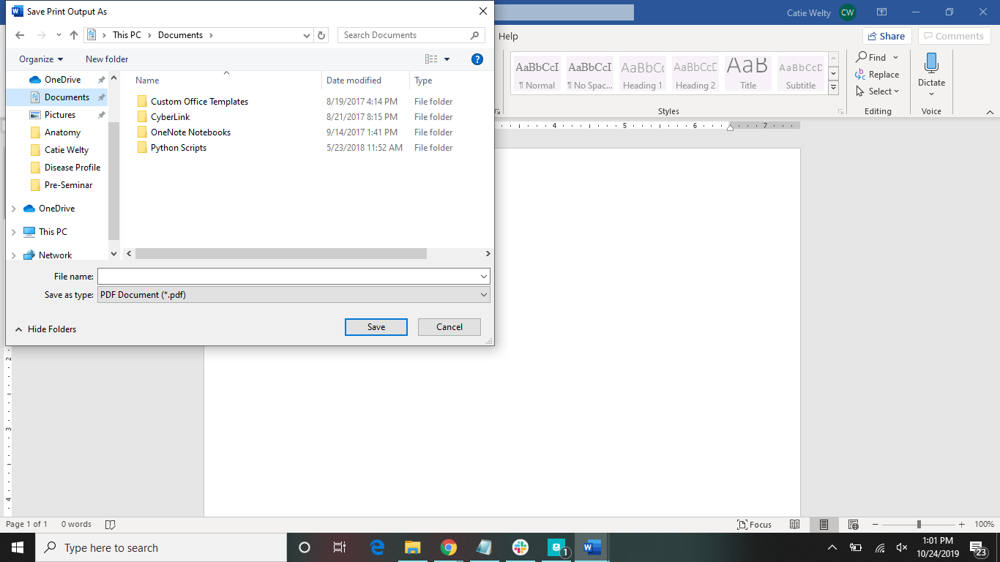 Save Print Output As
Catie Welty CW
This PC Documents
Search Documents
Help
Share
Comments
Organize New folder
Name Date modified Type
OneDrive
Documents
Pictures
Anatomy
Catie Welty
Disease Profile
Pre-Seminar
OneDrive
This PC
Network
Custom Office Templates 8/19/2017 4:14 PM File folder
CyberLink 8/21/2017 8:15 PM File folder
OneNote Notebooks 9/14/2017 1:41 PM File folder
Python Scripts 5/23/2018 11:52 AM File folder
File name:
Save as type: PDF Document (*.pdf)
Hide Folders
Save Cancel
AaBbCcI AaBbCcI AaBbCc AaBbCcD AaB AaBbCcD
¶ Normal ¶ No Spac... Heading 1 Heading 2 Title Subtitle
Styles
Find
Replace
Select
Editing
Dictate
Voice
4 5 6 7
2
3
4
Page 1 of 1 0 words
Focus
100%
Type here to search
1
1:01 PM
10/24/2019
23